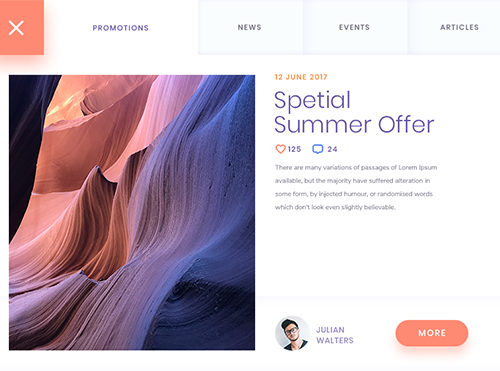 PROMOTIONS
NEWS
EVENTS
ARTICLES
12 JUNE 2017
Spetial
Summer Offer
125 24
There are many variations of passages of Lorem Ipsum
available, but the majority have suffered alteration in
some form, by injected humour, or randomised words
which don't look even slightly believable.
JULIAN
WALTERS
MORE